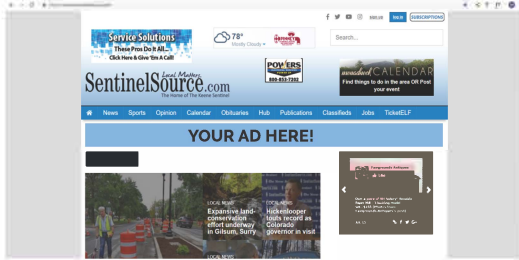 SIGN UP
LOG IN
SUBSCRIPTIONS
Service Solutions
These Pros Do It All...
Click Here & Give 'Em A Call!
78°
Mostly Cloudy
Search...
Local Matters
SentinelSource.com
The Home of The Keene Sentinel
POWERS
800-853-7202
CALENDAR
Find things to do in the area OR Post
your event
News Sports Opinion Calendar Obituaries Hub Publications Classifieds Jobs TicketELF
YOUR AD HERE!
LOCAL NEWS
Expansive land-
conservation
effort underway
in Gilsum, Surry
LOCAL NEWS
Hickenlooper
touts record as
Colorado
governor in visit